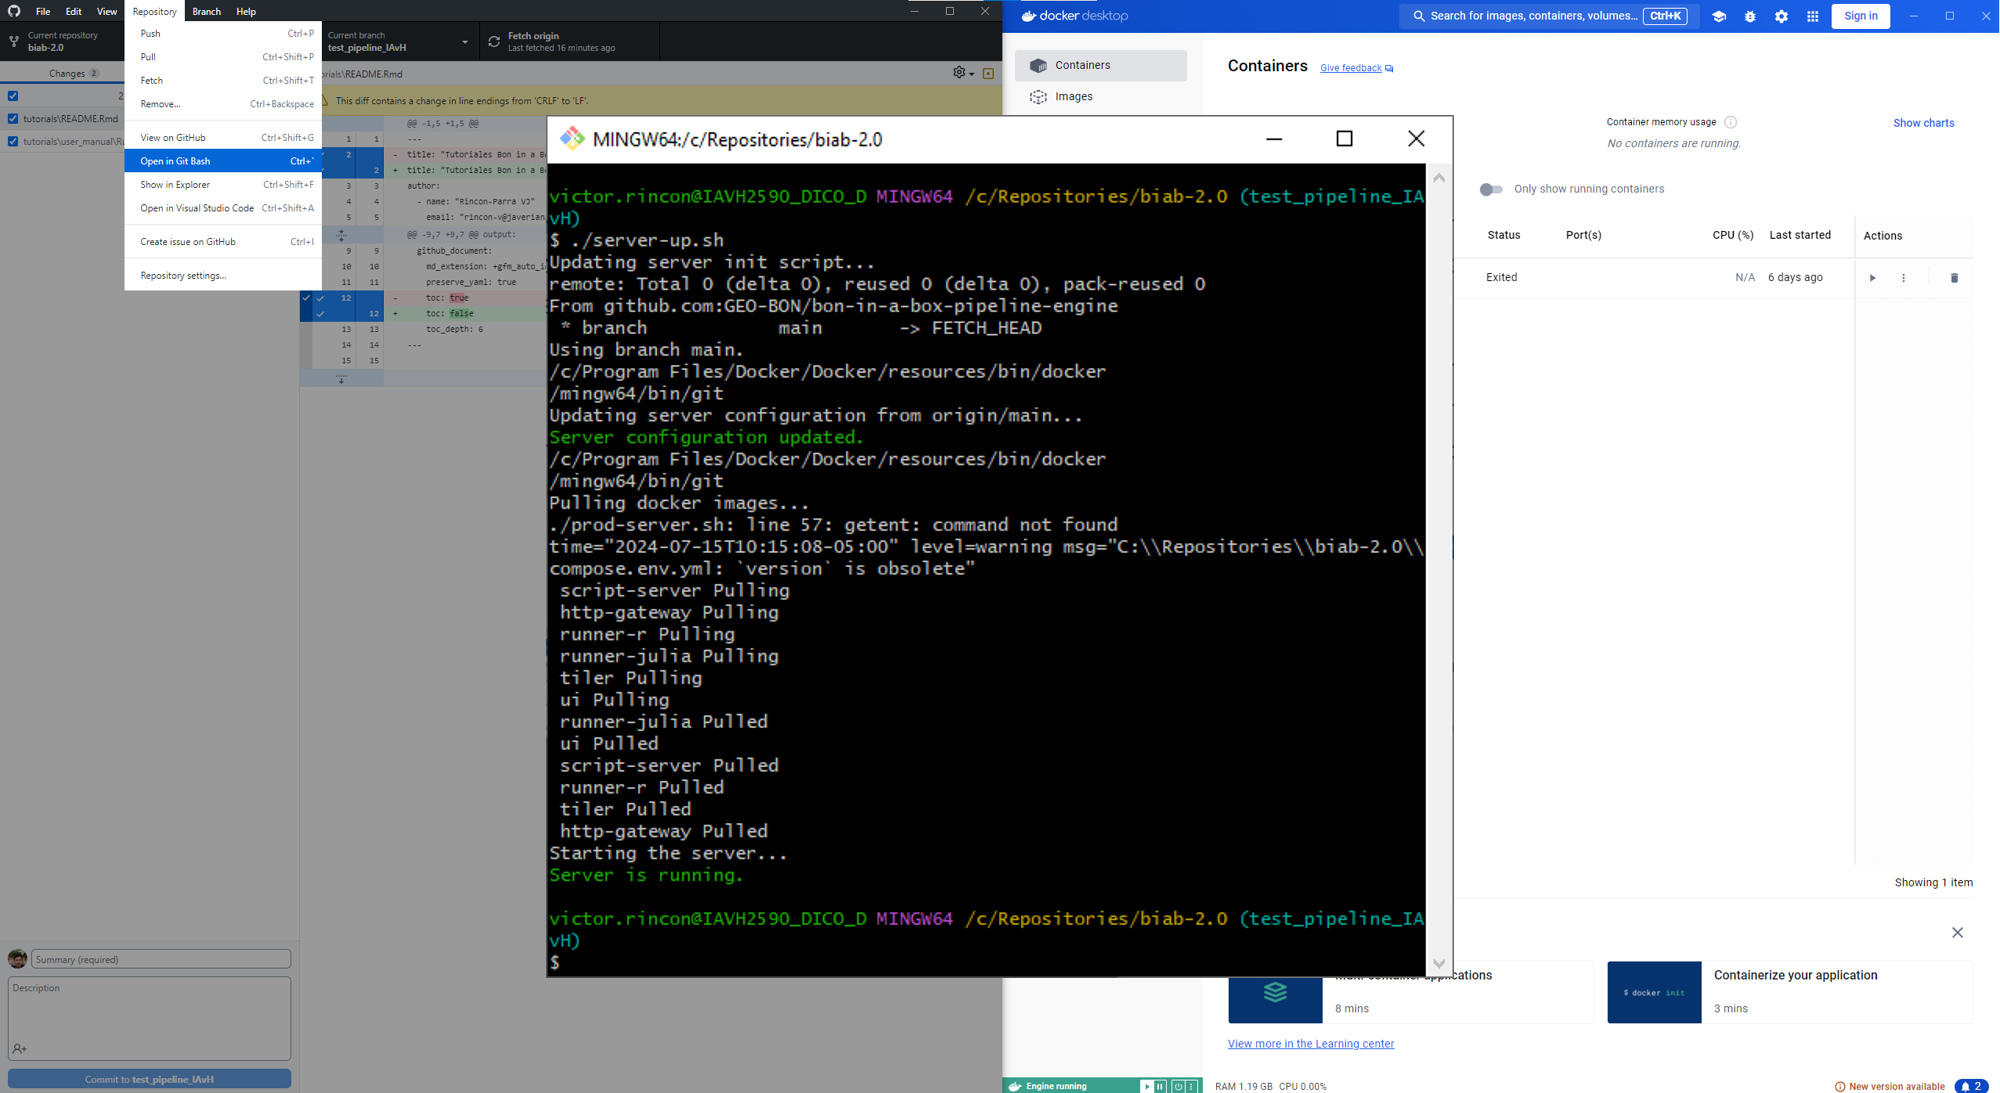 File Edit View Repository Branch Help
Current repository
biab-2.0
Current branch
test_pipeline_IAvH
Fetch origin
Last fetched 16 minutes ago
Changes 2
2
tutorials\README.Rmd
Push Ctrl+P
Pull Ctrl+Shift+P
Fetch Ctrl+Shift+T
Remove... Ctrl+Backspace
View on GitHub Ctrl+Shift+G
Open in Git Bash Ctrl+`
Show in Explorer Ctrl+Shift+F
Open in Visual Studio Code Ctrl+Shift+A
Create issue on GitHub Ctrl+I
Repository settings...
This diff contains a change in line endings from 'CRLF' to 'LF'.
@@ -1,5 +1,5 @@
1 1 ---
2 - title: "Tutoriales Bon in a
2 + title: "Tutoriales Bon in a
3 3 author:
4 4 - name: "Rincon-Parra VJ"
5 5 email:
@@ -9,7 +9,7 @@ output:
9 9 github_document:
10 10
11 11 preserve_yaml: true
12 - toc: true
12 + toc: false
13 13 toc_depth: 6
14 14 ---
15 15
Summary (required)
Description
Commit to test_pipeline_IAvH
MINGW64:/c/Repositories/biab-2.0
victor.rincon@IAVH2590_DICO_D MINGW64 /c/Repositories/biab-2.0 (test_pipeline_IA
vH)
$ ./server-up.sh
Updating server init script...
remote: Total 0 (delta 0), reused 0 (delta 0), pack-reused 0
From github.com:GEO-BON/bon-in-a-box-pipeline-engine
* branch main -> FETCH_HEAD
Using branch main.
/c/Program Files/Docker/Docker/resources/bin/docker
/mingw64/bin/git
Updating server configuration from origin/main...
Server configuration updated.
/c/Program Files/Docker/Docker/resources/bin/docker
/mingw64/bin/git
Pulling docker images...
./prod-server.sh: line 57: getent: command not found
time="2024-07-15T10:15:08-05:00" level=warning msg="C:\\Repositories\\biab-2.0\\
compose.env.yml: `version` is obsolete"
script-server Pulling
http-gateway Pulling
runner-r Pulling
runner-julia Pulling
tiler Pulling
ui Pulling
runner-julia Pulled
ui Pulled
script-server Pulled
runner-r Pulled
tiler Pulled
http-gateway Pulled
Starting the server...
Server is running.
victor.rincon@IAVH2590_DICO_D MINGW64 /c/Repositories/biab-2.0 (test_pipeline_IA
vH)
$
docker desktop
Search for images, containers, volumes... Ctrl+K
Sign in
Containers
Images
Containers Give feedback
Container memory usage
No containers are running.
Show charts
Only show running containers
Status Port(s) CPU (%) Last started Actions
Exited N/A 6 days ago
Showing 1 item
8 mins
$ docker init
Containerize your application
3 mins
View more in the Learning center
Engine running
RAM 1.19 GB CPU 0.00%
New version available
2